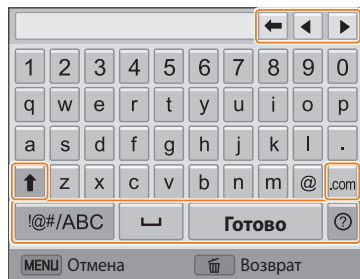 1 2 3 4 5 6 7 8 9 0
q w e r t y u i o p
a s d f g h j k l .
z x c v b n m @ .com
!@#/ABC Готово ?
MENU Отмена Возврат